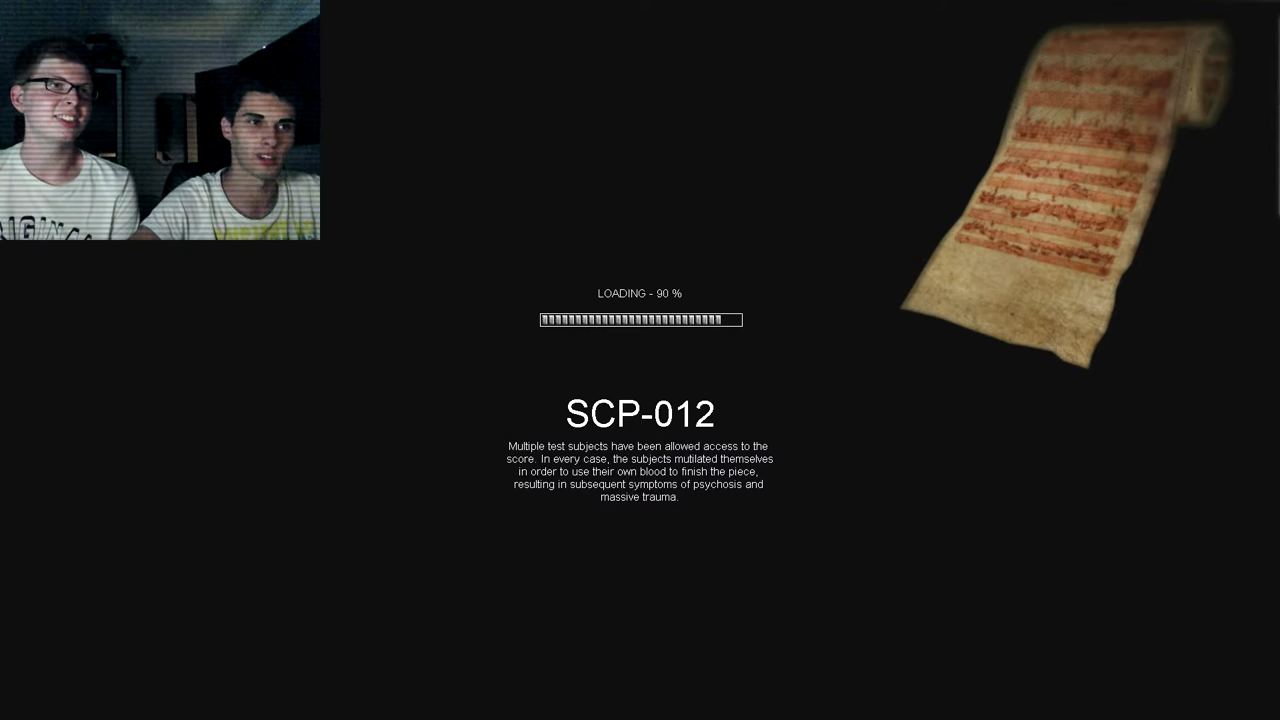 LOADING - 90 %
SCP-012
Multiple test subjects have been allowed access to the
score. In every case, the subjects mutilated themselves
in order to use their own blood to finish the piece,
resulting in subsequent symptoms of psychosis and
massive trauma.